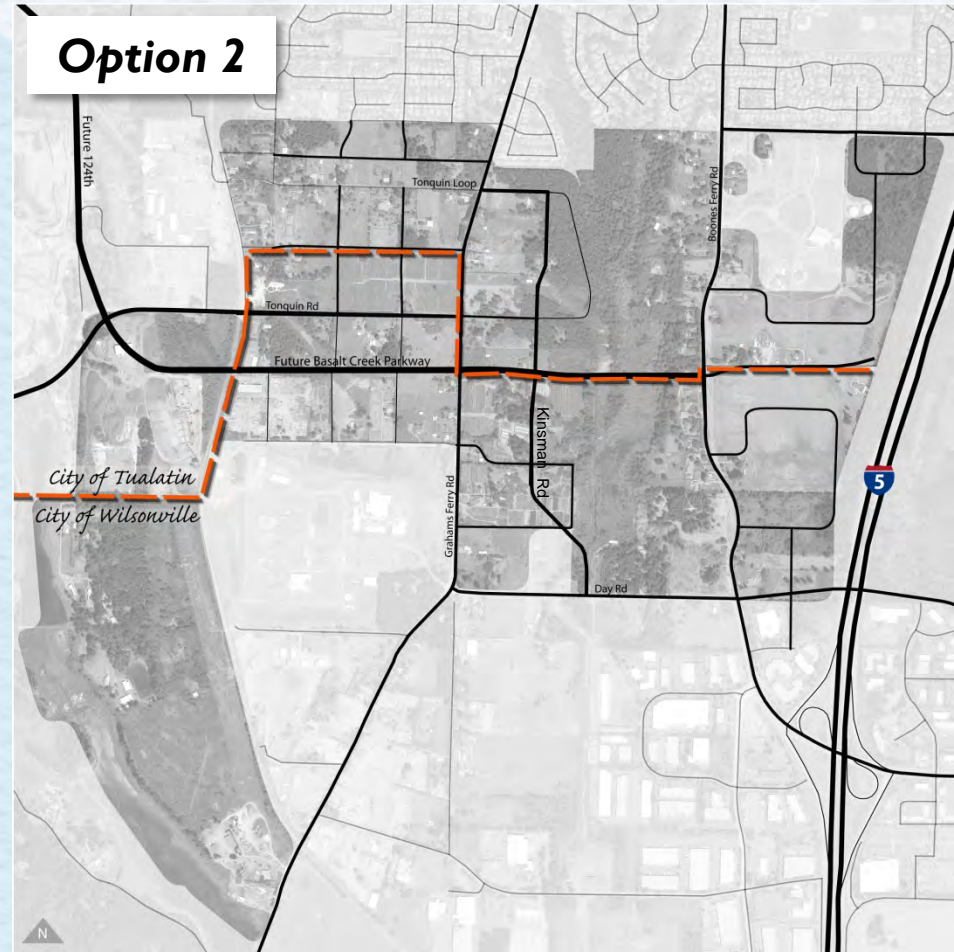 Option 2
Future 124th
Tonquin Loop
Boones Ferry Rd
Tonquin Rd
Future Basalt Creek Parkway
Kinsman Rd
City of Tualatin
City of Wilsonville
5
Grahams Ferry Rd
Day Rd
N